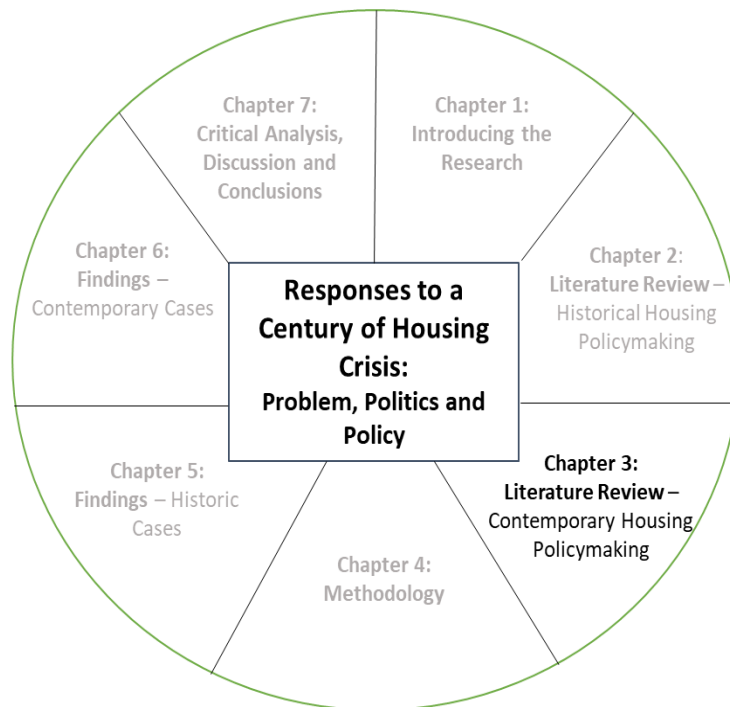 Chapter 7:
Critical Analysis,
Discussion and
Conclusions
Chapter 1:
Introducing the
Research
Chapter 6:
Findings –
Contemporary Cases
Responses to a
Century of Housing
Crisis:
Problem, Politics and
Policy
Chapter 2:
Literature Review –
Historical Housing
Policymaking
Chapter 5:
Findings – Historic
Cases
Chapter 4:
Methodology
Chapter 3:
Literature Review –
Contemporary Housing
Policymaking